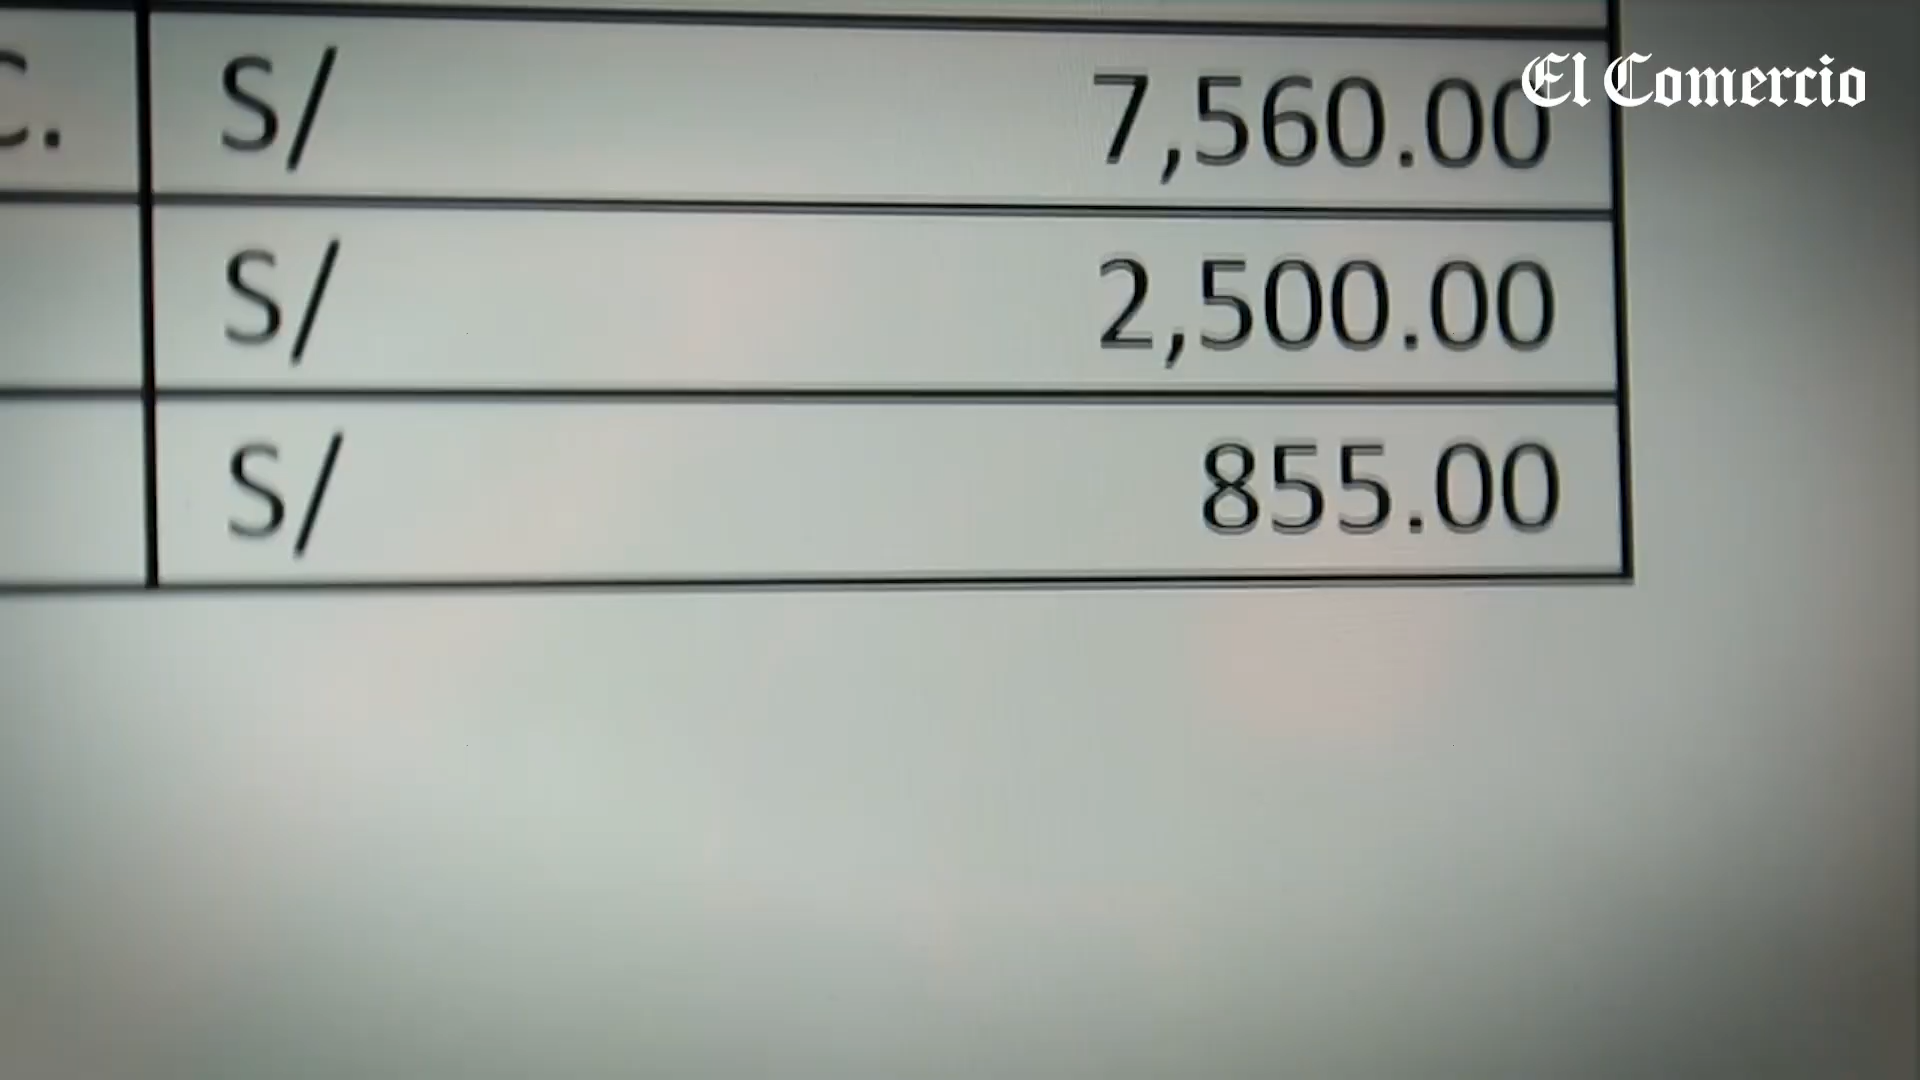 El Comercio
C. S/ 7,560.00
S/ 2,500.00
S/ 855.00